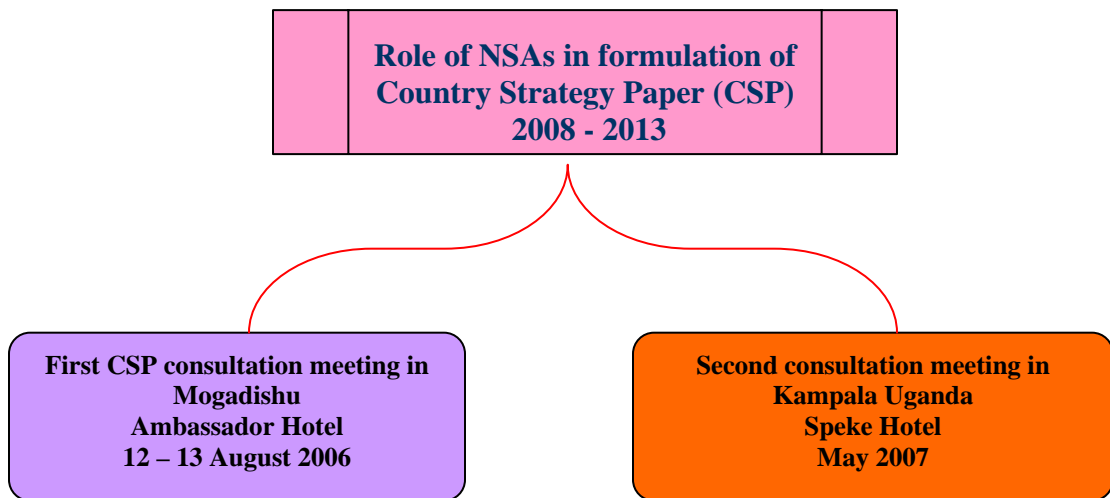 Role of NSAs in formulation of
Country Strategy Paper (CSP)
2008 - 2013
First CSP consultation meeting in
Mogadishu
Ambassador Hotel
12 – 13 August 2006
Second consultation meeting in
Kampala Uganda
Speke Hotel
May 2007